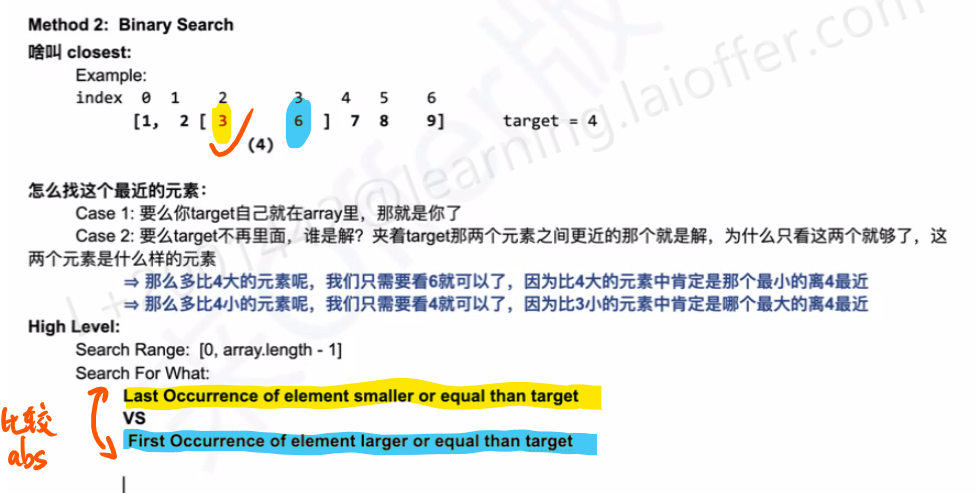 Method 2: Binary Search
啥叫 closest:
Example:
index 0 1 2 3 4 5 6
[1, 2 [ 3 6 ] 7 8 9] target = 4
(4)
怎么找这个最近的元素：
Case 1: 要么你target自己就在array里，那就是你了
Case 2: 要么target不再里面，谁是解？夹着target那两个元素之间更近的那个就是解，为什么只看这两个就够了，这
两个元素是什么样的元素
⇒ 那么多比4大的元素呢，我们只需要看6就可以了，因为比4大的元素中肯定是那个最小的离4最近
⇒ 那么多比4小的元素呢，我们只需要看4就可以了，因为比3小的元素中肯定是哪个最大的离4最近
High Level:
Search Range: [0, array.length - 1]
Search For What:
Last Occurrence of element smaller or equal than target
VS
First Occurrence of element larger or equal than target
比较
abs
@learning.laioffer.com